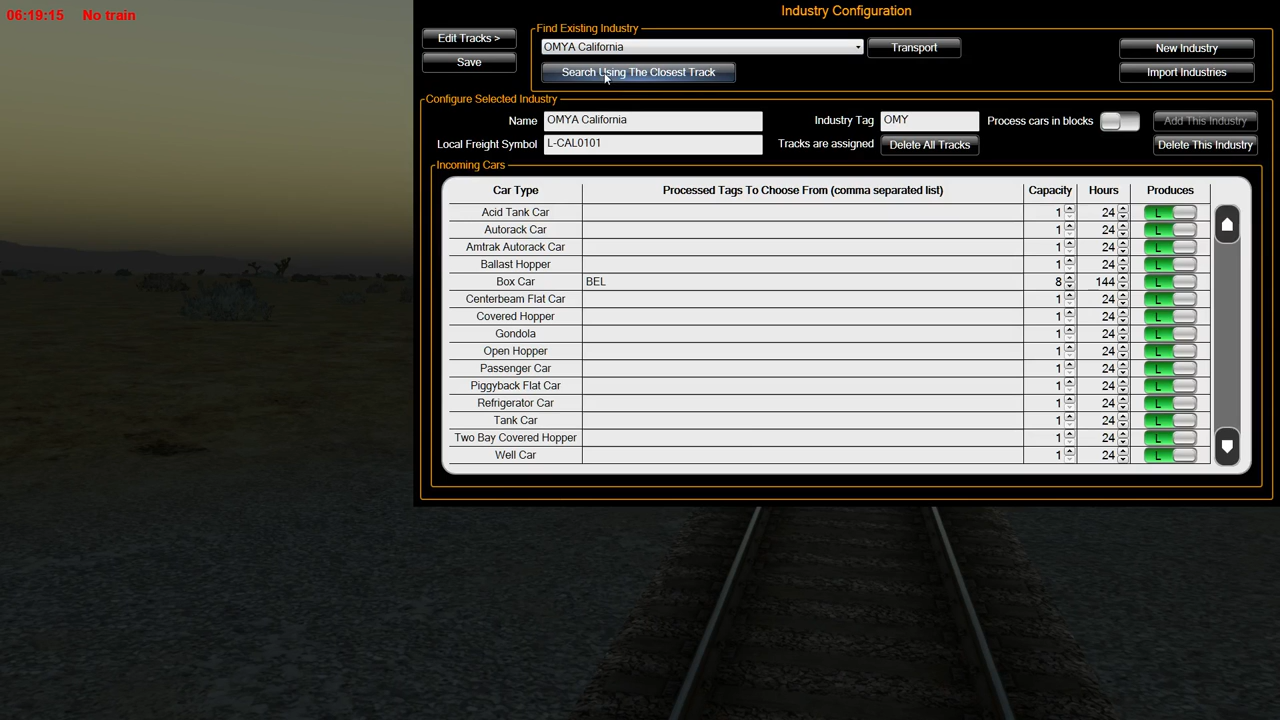 06:19:15 No train
Industry Configuration
Edit Tracks >
Save
Find Existing Industry
OMYA California
Transport
Search Using The Closest Track
New Industry
Import Industries
Configure Selected Industry
Name OMYA California Industry Tag OMY Process cars in blocks Add This Industry
Local Freight Symbol L-CAL0101 Tracks are assigned Delete All Tracks Delete This Industry
Incoming Cars
Car Type Processed Tags To Choose From (comma separated list) Capacity Hours Produces
Acid Tank Car 1 24 L
Autorack Car 1 24 L
Amtrak Autorack Car 1 24 L
Ballast Hopper 1 24 L
Box Car BEL 8 144 L
Centerbeam Flat Car 1 24 L
Covered Hopper 1 24 L
Gondola 1 24 L
Open Hopper 1 24 L
Passenger Car 1 24 L
Piggyback Flat Car 1 24 L
Refrigerator Car 1 24 L
Tank Car 1 24 L
Two Bay Covered Hopper 1 24 L
Well Car 1 24 L